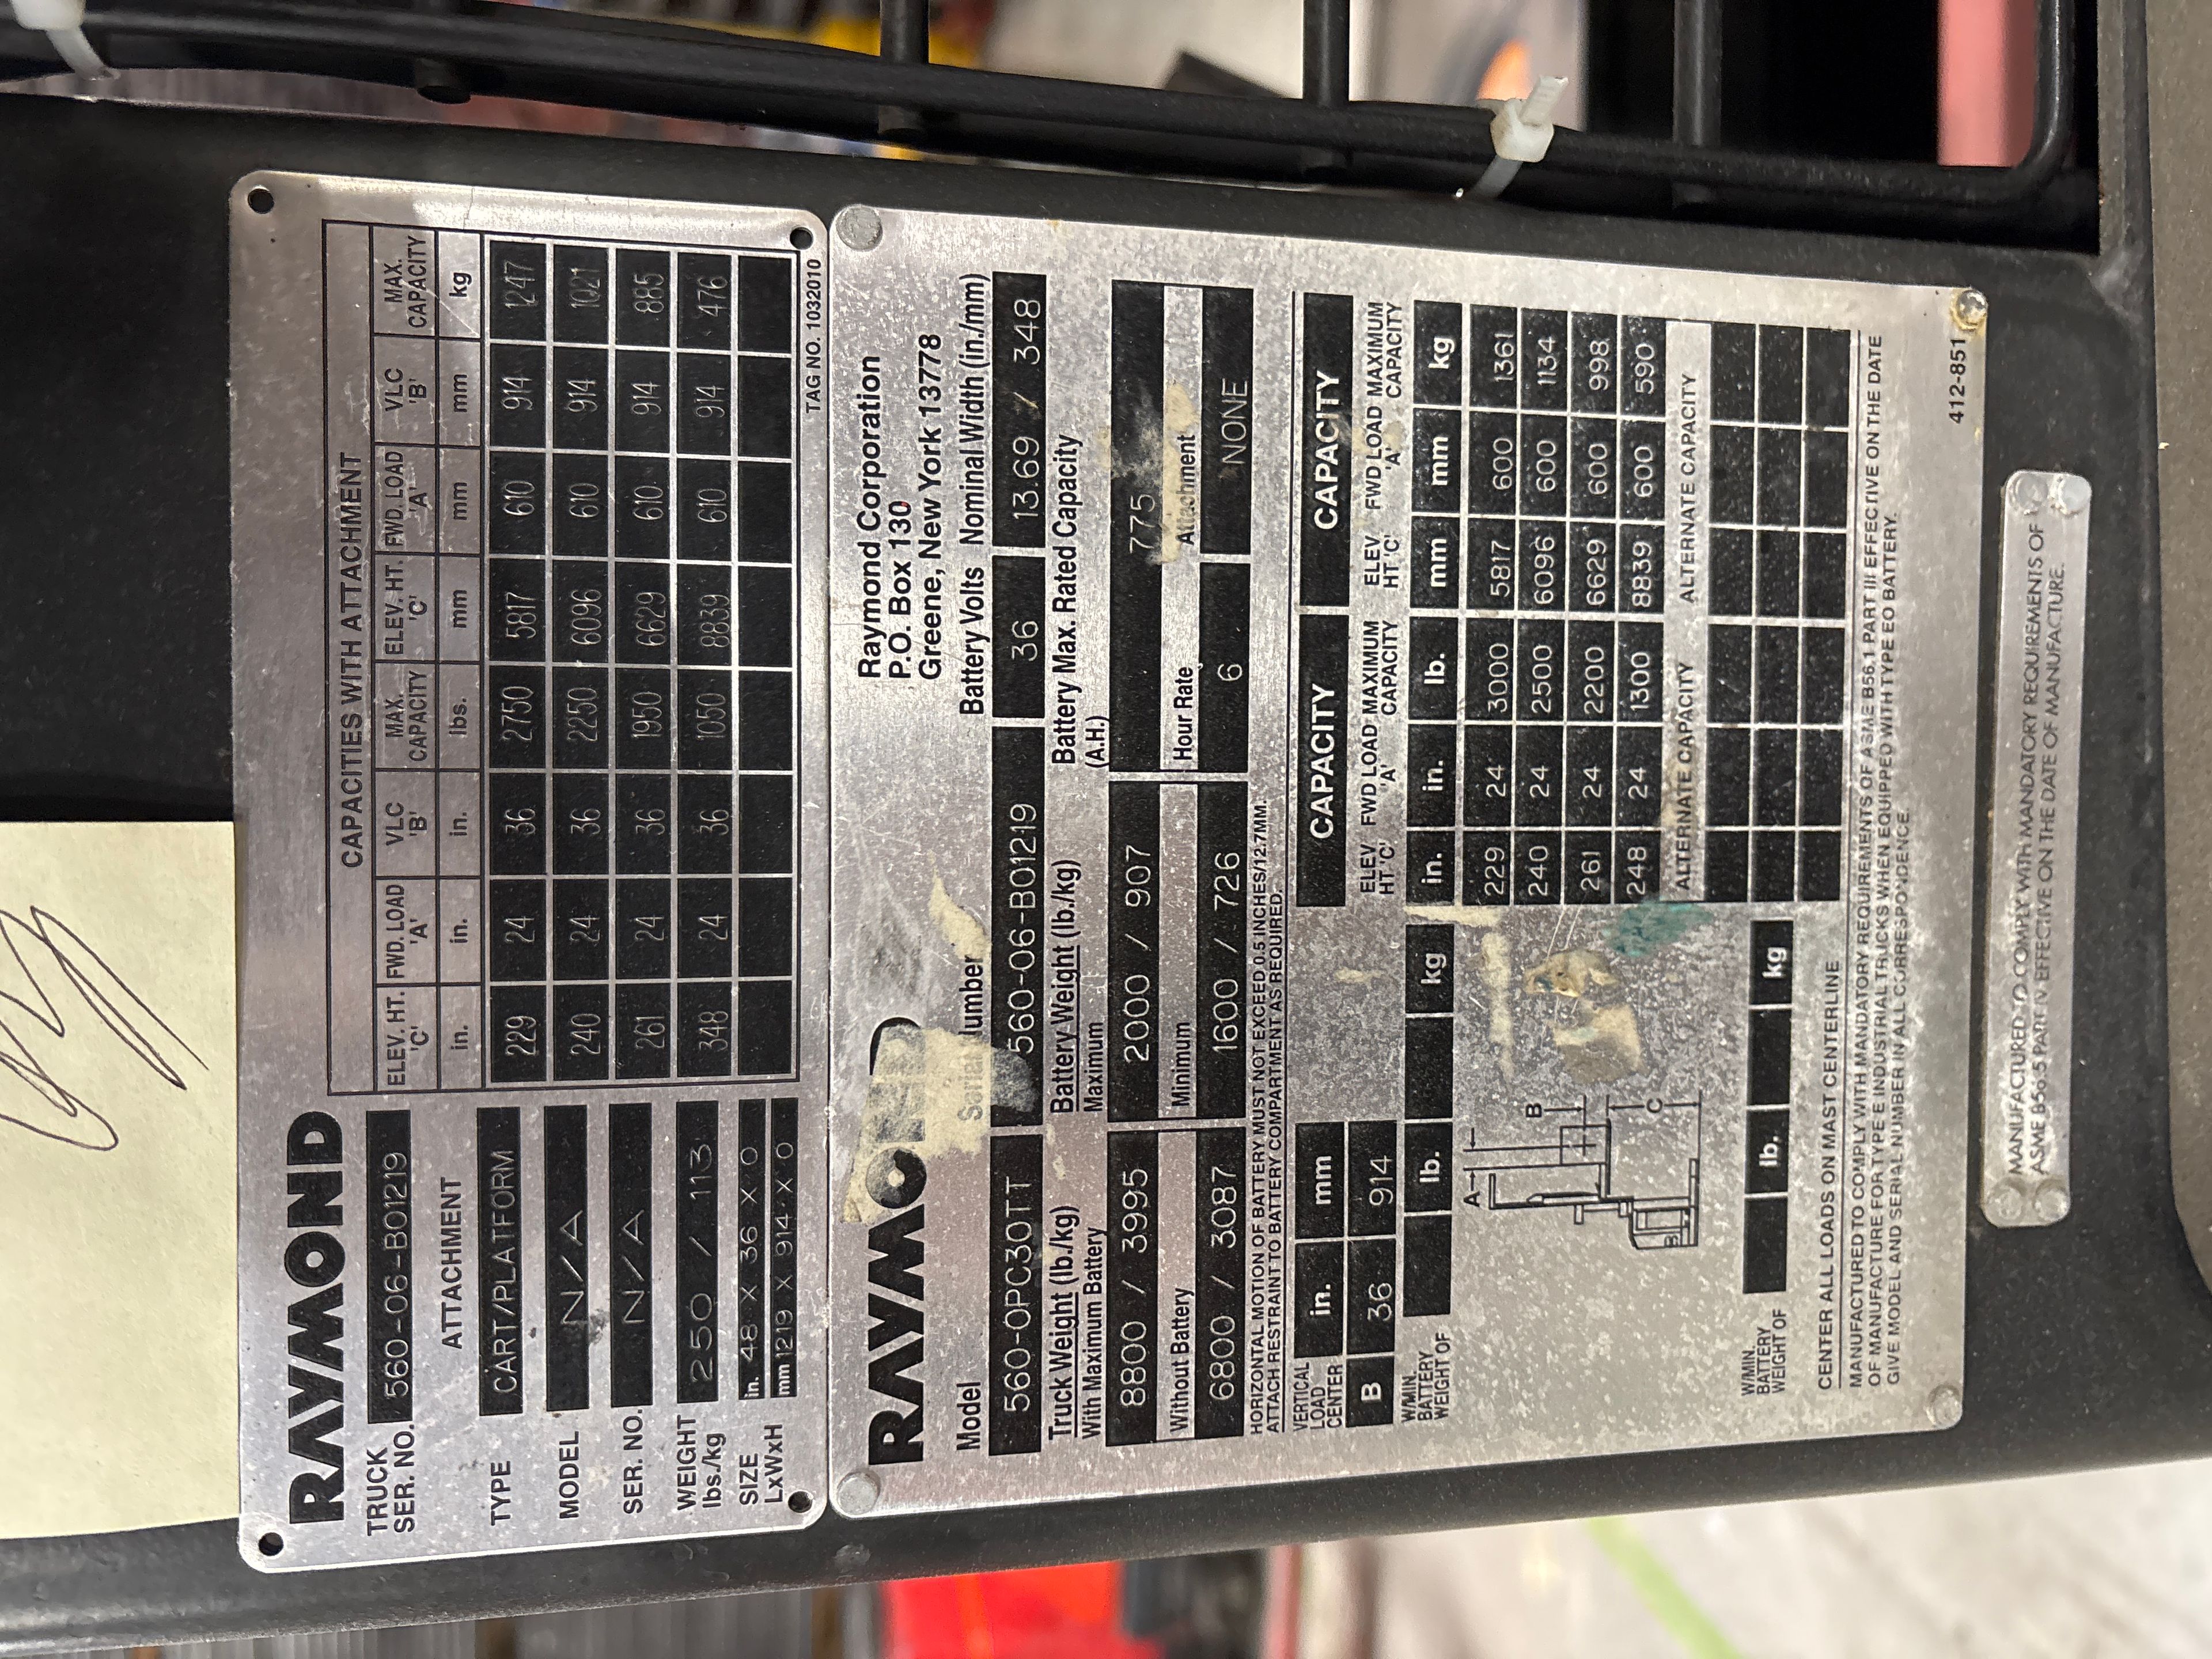 RAYMOND
TRUCK
SER. NO. 560-06-B01219
ATTACHMENT
TYPE CART/PLATFORM
MODEL N/A
SER. NO. N/A
WEIGHT
lbs./kg 250 / 113
SIZE in. 48 X 36 X 0
LxWxH mm 1219 X 914 X 0
CAPACITIES WITH ATTACHMENT
ELEV. HT. 'C' FWD. LOAD 'A' VLC 'B' MAX. CAPACITY ELEV. HT. 'C' FWD. LOAD 'A' VLC 'B' MAX. CAPACITY
in. in. in. lbs. mm mm mm kg
229 24 36 2750 5817 610 914 1247
240 24 36 2250 6096 610 914 1021
261 24 36 1950 6629 610 914 885
348 24 36 1050 8839 610 914 476
TAG NO. 1032010
RAYMOND
Raymond Corporation
P.O. Box 130
Greene, New York 13778
Model Serial Number Battery Volts Nominal Width (in./mm)
560-OPC30TT 560-06-B01219 36 13.69 / 348
Truck Weight (lb./kg) Battery Weight (lb./kg) Battery Max. Rated Capacity
With Maximum Battery Maximum (A.H.)
8800 / 3995 2000 / 907 775
Without Battery Minimum Hour Rate Attachment
6800 / 3087 1600 / 726 6 NONE
HORIZONTAL MOTION OF BATTERY MUST NOT EXCEED 0.5 INCHES/12.7MM.
ATTACH RESTRAINT TO BATTERY COMPARTMENT AS REQUIRED.
VERTICAL
LOAD
CENTER
in. mm
B 36 914
W/MIN.
BATTERY
WEIGHT OF
lb. kg
CAPACITY CAPACITY
ELEV HT 'C' FWD LOAD 'A' MAXIMUM CAPACITY ELEV HT 'C' FWD LOAD 'A' MAXIMUM CAPACITY
in. in. lb. mm mm kg
229 24 3000 5817 600 1361
240 24 2500 6096 600 1134
261 24 2200 6629 600 998
248 24 1300 8839 600 590
A
B
C
ALTERNATE CAPACITY ALTERNATE CAPACITY
W/MIN.
BATTERY
WEIGHT OF
lb. kg
CENTER ALL LOADS ON MAST CENTERLINE
MANUFACTURED TO COMPLY WITH MANDATORY REQUIREMENTS OF ASME B56.1 PART III EFFECTIVE ON THE DATE
OF MANUFACTURE FOR TYPE E INDUSTRIAL TRUCKS WHEN EQUIPPED WITH TYPE EO BATTERY.
GIVE MODEL AND SERIAL NUMBER IN ALL CORRESPONDENCE.
412-851
MANUFACTURED TO COMPLY WITH MANDATORY REQUIREMENTS OF
ASME B56.5 PART IV EFFECTIVE ON THE DATE OF MANUFACTURE.